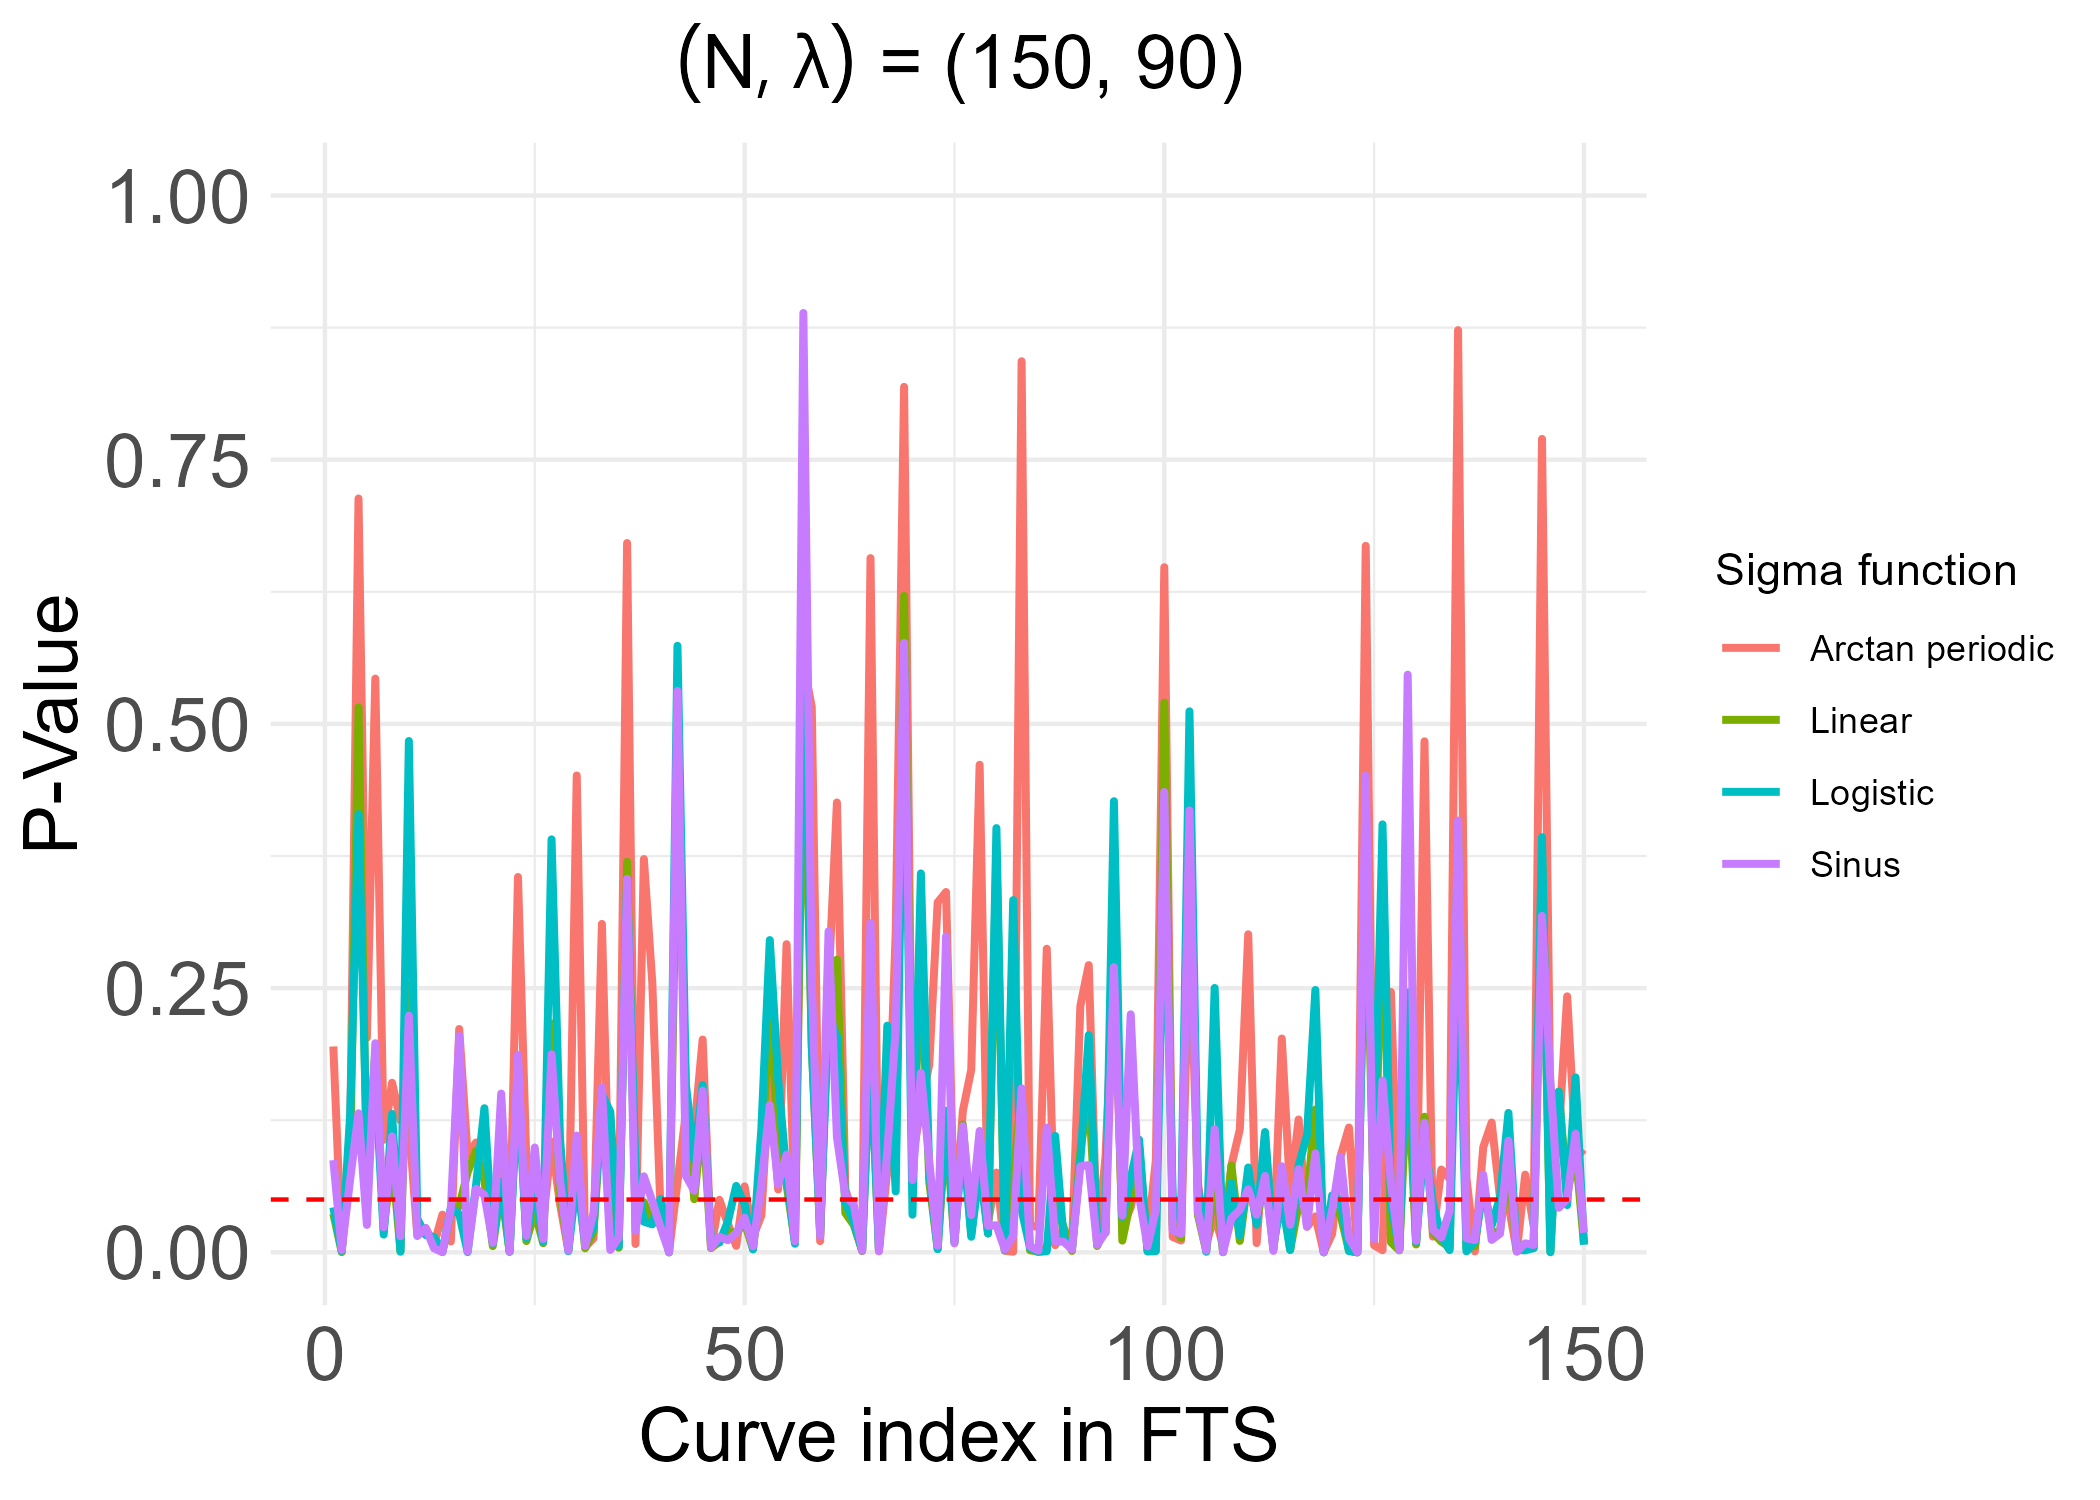 (N, λ) = (150, 90)
1.00
0.75
0.50
0.25
0.00
P-Value
0 50 100 150
Curve index in FTS
Sigma function
Arctan periodic
Linear
Logistic
Sinus